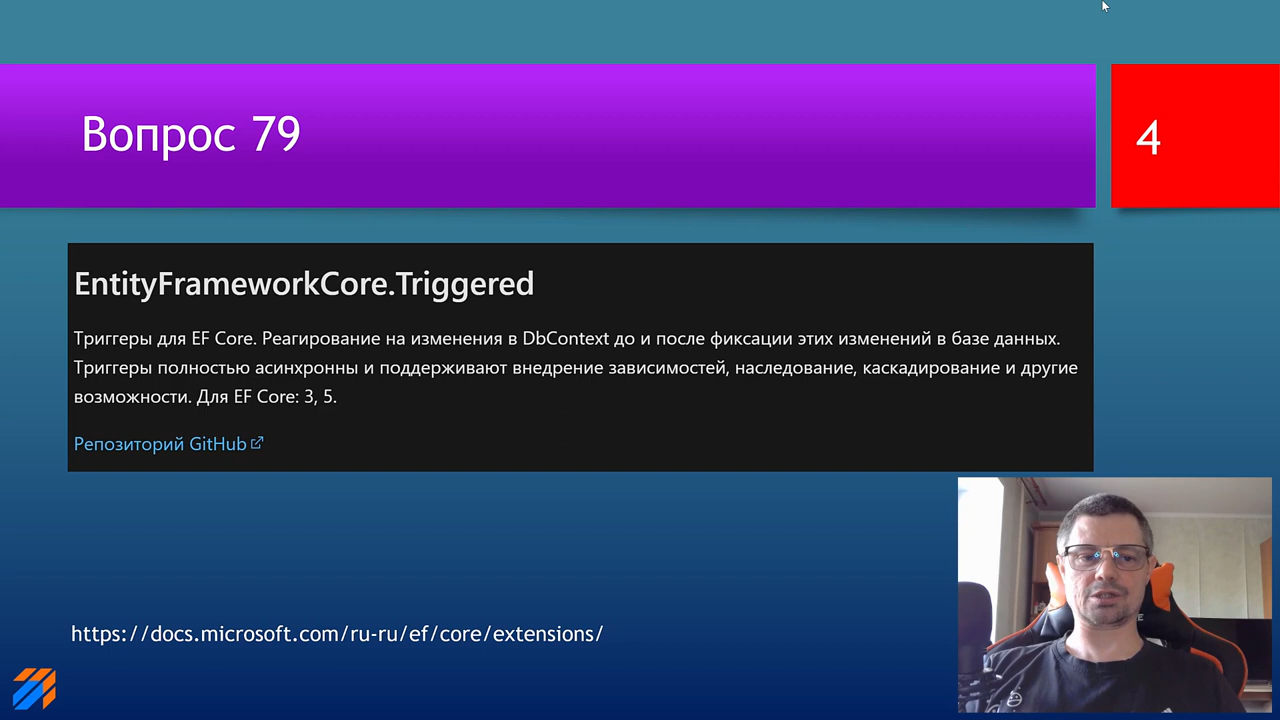 Вопрос 79
4
EntityFrameworkCore.Triggered
Триггеры для EF Core. Реагирование на изменения в DbContext до и после фиксации этих изменений в базе данных.
Триггеры полностью асинхронны и поддерживают внедрение зависимостей, наследование, каскадирование и другие
возможности. Для EF Core: 3, 5.
Репозиторий GitHub
https://docs.microsoft.com/ru-ru/ef/core/extensions/